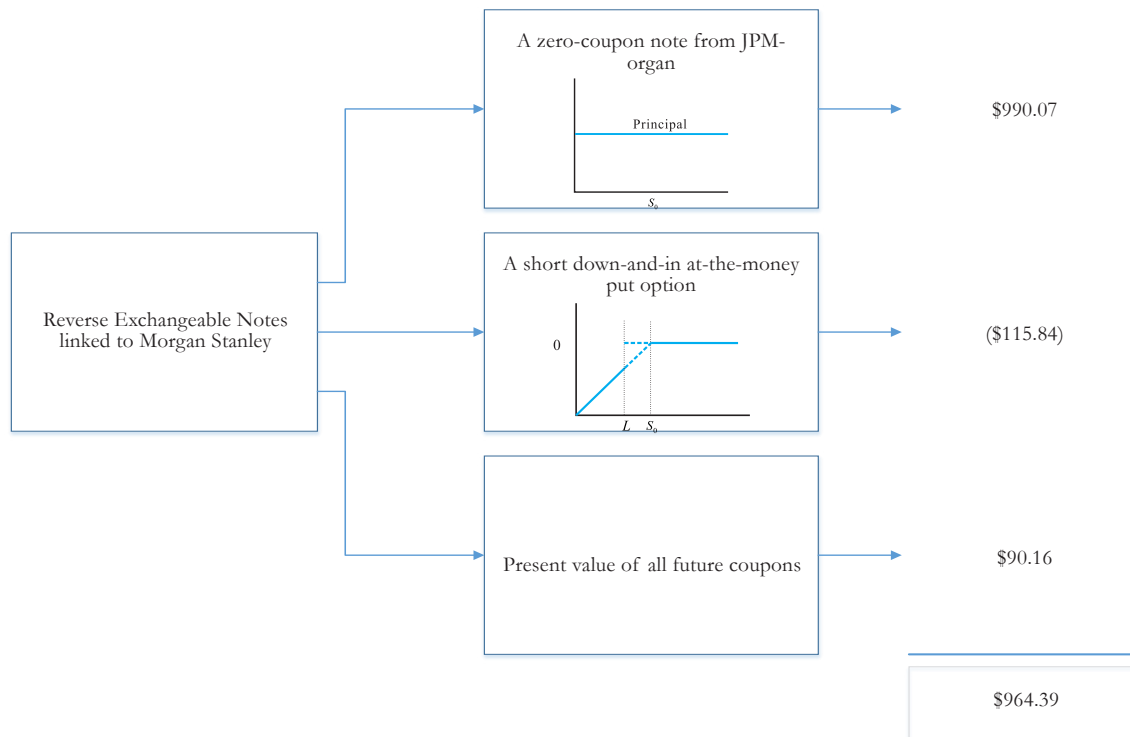 A zero-coupon note from JPM-
organ
Principal
S₀
$990.07
Reverse Exchangeable Notes
linked to Morgan Stanley
A short down-and-in at-the-money
put option
0
L S₀
($115.84)
Present value of all future coupons
$90.16
$964.39